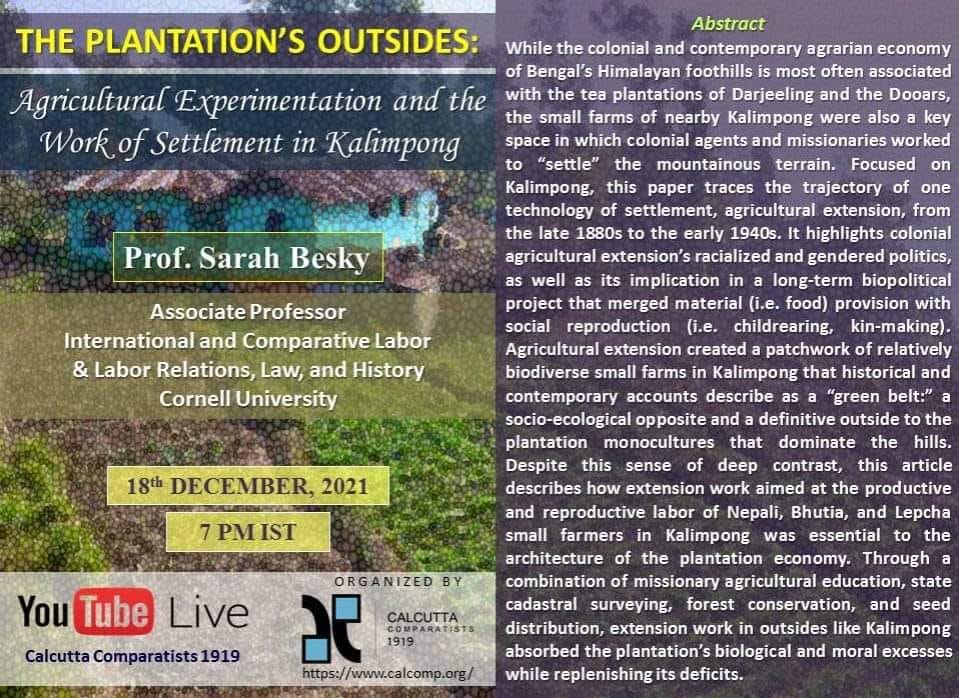 THE PLANTATION'S OUTSIDES:
Agricultural Experimentation and the
Work of Settlement in Kalimpong
Prof. Sarah Besky
Associate Professor
International and Comparative Labor
& Labor Relations, Law, and History
Cornell University
18th DECEMBER, 2021
7 PM IST
YouTube Live
Calcutta Comparatists 1919
ORGANIZED BY
CALCUTTA
COMPARATISTS
1919
https://www.calcomp.org/
Abstract
While the colonial and contemporary agrarian economy
of Bengal's Himalayan foothills is most often associated
with the tea plantations of Darjeeling and the Dooars,
the small farms of nearby Kalimpong were also a key
space in which colonial agents and missionaries worked
to "settle" the mountainous terrain. Focused on
Kalimpong, this paper traces the trajectory of one
technology of settlement, agricultural extension, from
the late 1880s to the early 1940s. It highlights colonial
agricultural extension's racialized and gendered politics,
as well as its implication in a long-term biopolitical
project that merged material (i.e. food) provision with
social reproduction (i.e. childrearing, kin-making).
Agricultural extension created a patchwork of relatively
biodiverse small farms in Kalimpong that historical and
contemporary accounts describe as a "green belt:" a
socio-ecological opposite and a definitive outside to the
plantation monocultures that dominate the hills.
Despite this sense of deep contrast, this article
describes how extension work aimed at the productive
and reproductive labor of Nepali, Bhutia, and Lepcha
small farmers in Kalimpong was essential to the
architecture of the plantation economy. Through a
combination of missionary agricultural education, state
cadastral surveying, forest conservation, and seed
distribution, extension work in outsides like Kalimpong
absorbed the plantation's biological and moral excesses
while replenishing its deficits.